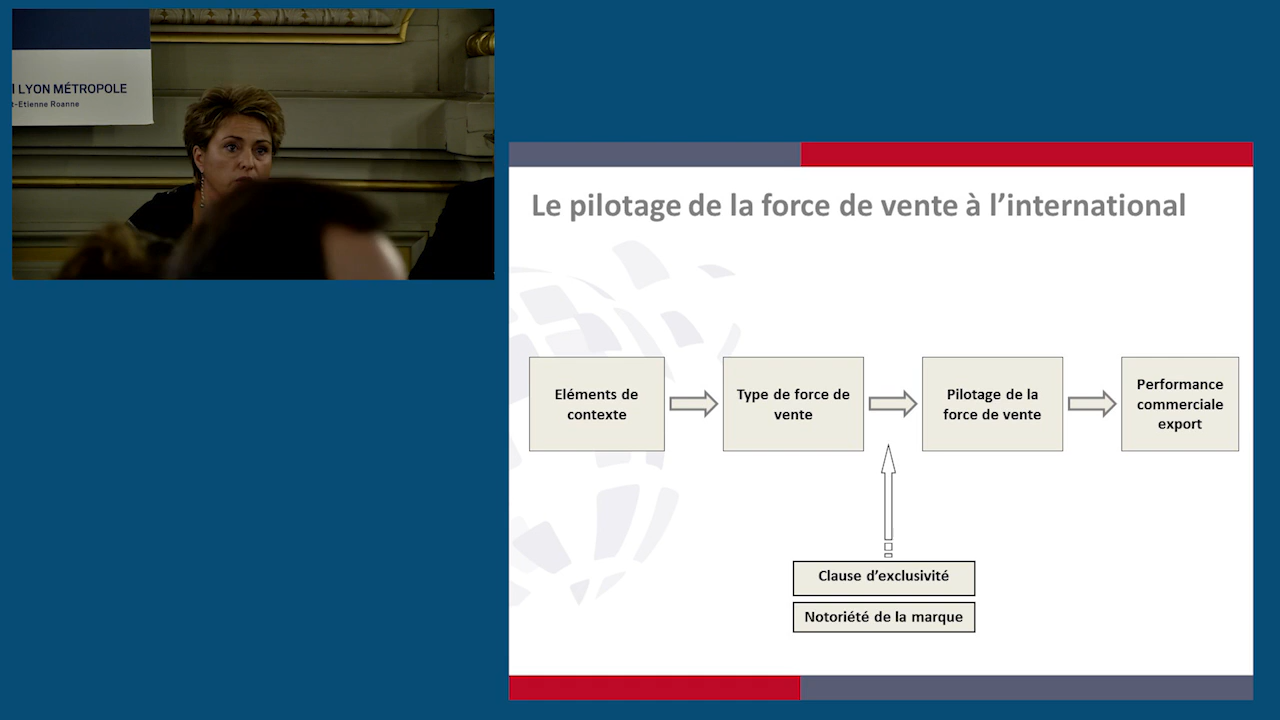 LYON MÉTROPOLE
t-Etienne Roanne
Le pilotage de la force de vente à l’international
Eléments de
contexte
Type de force de
vente
Pilotage de la
force de vente
Performance
commerciale
export
Clause d’exclusivité
Notoriété de la marque